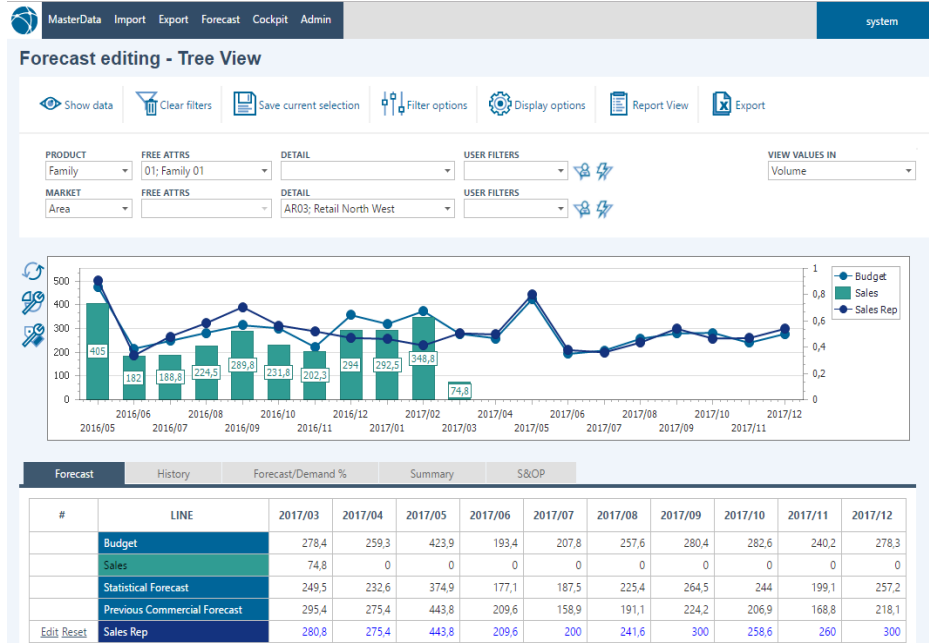 MasterData Import Export Forecast Cockpit Admin system
Forecast editing - Tree View
Show data Clear filters Save current selection Filter options Display options Report View Export
PRODUCT FREE ATTRS DETAIL USER FILTERS VIEW VALUES IN
Family 01; Family 01 Volume
MARKET FREE ATTRS DETAIL USER FILTERS
Area AR03; Retail North West
500 400 300 200 100 0
405 182 188,8 224,5 289,8 231,8 202,3 294 292,5 348,8 74,8
1 0,8 0,6 0,4 0,2 0
Budget
Sales
Sales Rep
2016/06 2016/08 2016/10 2016/12 2017/02 2017/04 2017/06 2017/08 2017/10 2017/12
2016/05 2016/07 2016/09 2016/11 2017/01 2017/03 2017/05 2017/07 2017/09 2017/11
Forecast History Forecast/Demand % Summary S&OP
# LINE 2017/03 2017/04 2017/05 2017/06 2017/07 2017/08 2017/09 2017/10 2017/11 2017/12
Budget 278,4 259,3 423,9 193,4 207,8 257,6 280,4 282,6 240,2 278,3
Sales 74,8 0 0 0 0 0 0 0 0 0
Statistical Forecast 249,5 232,6 374,9 177,1 187,5 225,4 264,5 244 199,1 257,2
Previous Commercial Forecast 295,4 275,4 443,8 209,6 158,9 191,1 224,2 206,9 168,8 218,1
Edit Reset Sales Rep 280,8 275,4 443,8 209,6 200 241,6 300 258,6 260 300